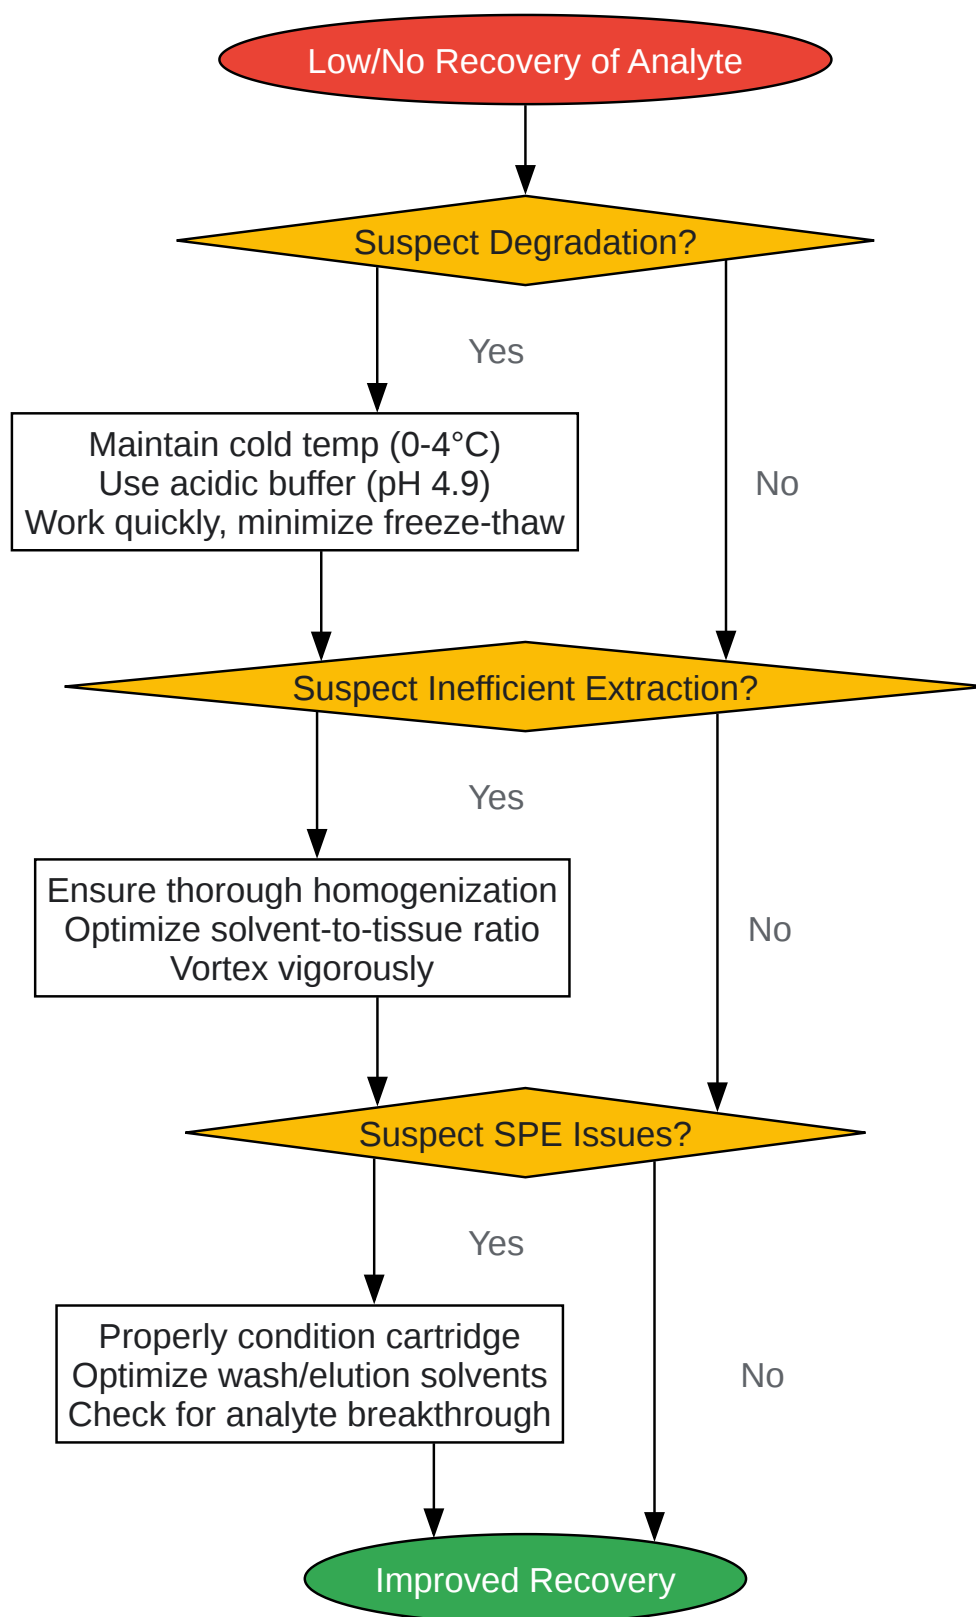 Low/No Recovery of Analyte
Suspect Degradation?
Yes
Maintain cold temp (0-4°C)
Use acidic buffer (pH 4.9)
Work quickly, minimize freeze-thaw
No
Suspect Inefficient Extraction?
Yes
Ensure thorough homogenization
Optimize solvent-to-tissue ratio
Vortex vigorously
No
Suspect SPE Issues?
Yes
Properly condition cartridge
Optimize wash/elution solvents
Check for analyte breakthrough
No
Improved Recovery